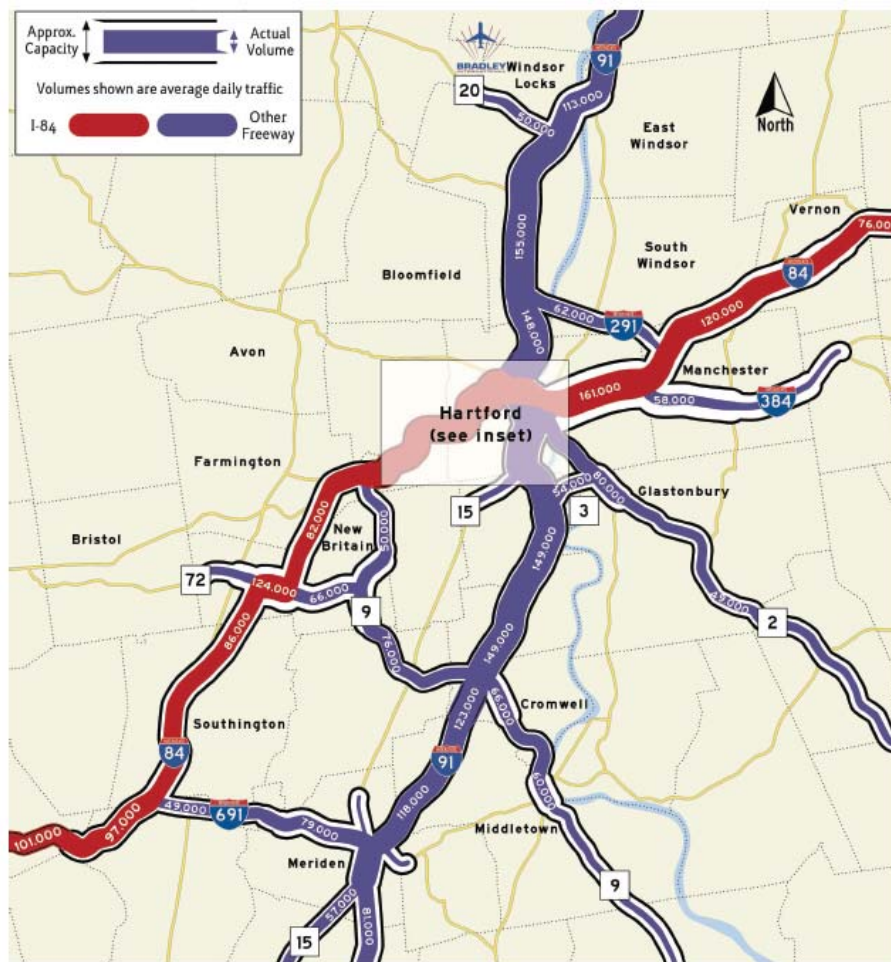 Approx.
Capacity
Actual
Volume
Volumes shown are average daily traffic
I-84
Other
Freeway
BRADLEY
Windsor
Locks
20
91
North
113,000
50,000
East
Windsor
Vernon
76,00
155,000
South
Windsor
84
Bloomfield
62,000
291
120,000
148,000
Avon
Manchester
161,000
58,000
384
Hartford
(see inset)
Farmington
15
54,000
80,000
3
Glastonbury
82,000
New
Britain
50,000
Bristol
149,000
72
124,000
66,000
9
49,000
2
86,000
76,000
149,000
66,000
Cromwell
123,000
Southington
84
91
60,000
49,000
691
79,000
118,000
Middletown
101,000
97,000
Meriden
9
57,000
81,000
15